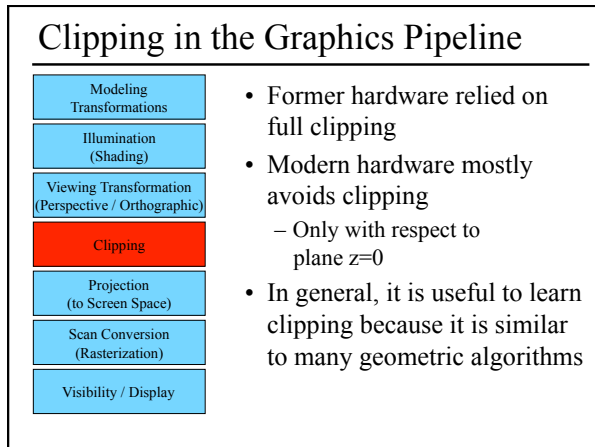 Clipping in the Graphics Pipeline
Modeling
Transformations
Illumination
(Shading)
Viewing Transformation
(Perspective / Orthographic)
Clipping
Projection
(to Screen Space)
Scan Conversion
(Rasterization)
Visibility / Display
• Former hardware relied on
full clipping
• Modern hardware mostly
avoids clipping
– Only with respect to
plane z=0
• In general, it is useful to learn
clipping because it is similar
to many geometric algorithms